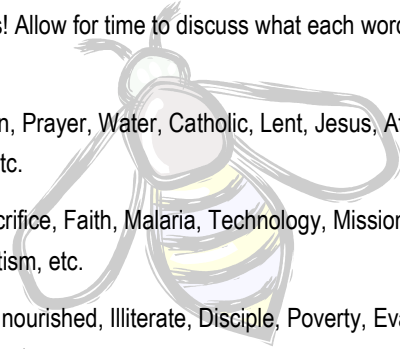 s! Allow for time to discuss what each word
n, Prayer, Water, Catholic, Lent, Jesus, Af
tc.
crifice, Faith, Malaria, Technology, Mission
tism, etc.
nourished, Illiterate, Disciple, Poverty, Eva